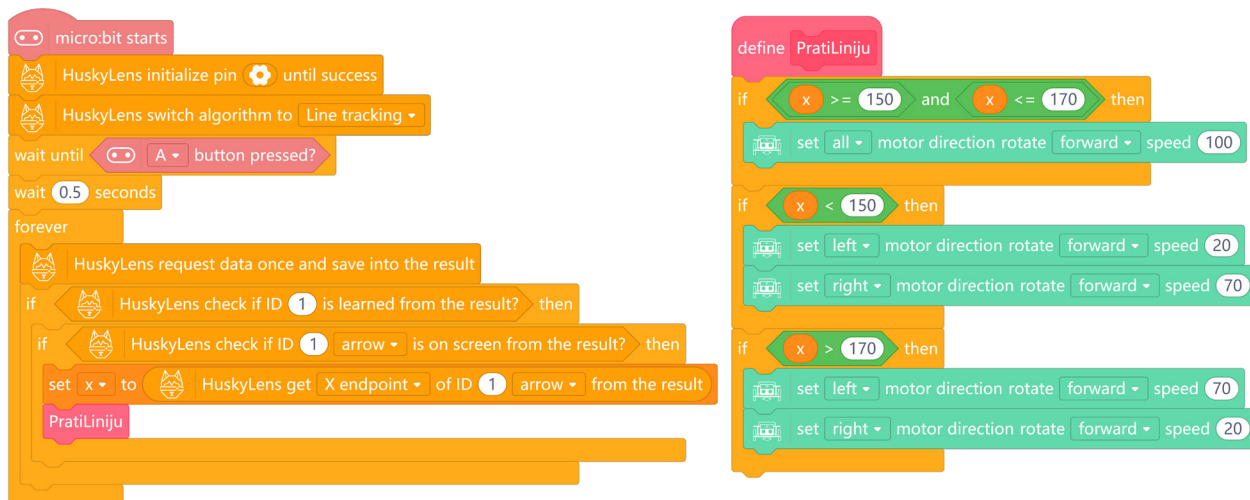 micro:bit starts
HuskyLens initialize pin until success
HuskyLens switch algorithm to Line tracking
wait until A button pressed?
wait 0.5 seconds
forever
HuskyLens request data once and save into the result
if HuskyLens check if ID 1 is learned from the result? then
if HuskyLens check if ID 1 arrow is on screen from the result? then
set x to HuskyLens get X endpoint of ID 1 arrow from the result
PratiLiniju
define PratiLiniju
if x >= 150 and x <= 170 then
set all motor direction rotate forward speed 100
if x < 150 then
set left motor direction rotate forward speed 20
set right motor direction rotate forward speed 70
if x > 170 then
set left motor direction rotate forward speed 70
set right motor direction rotate forward speed 20